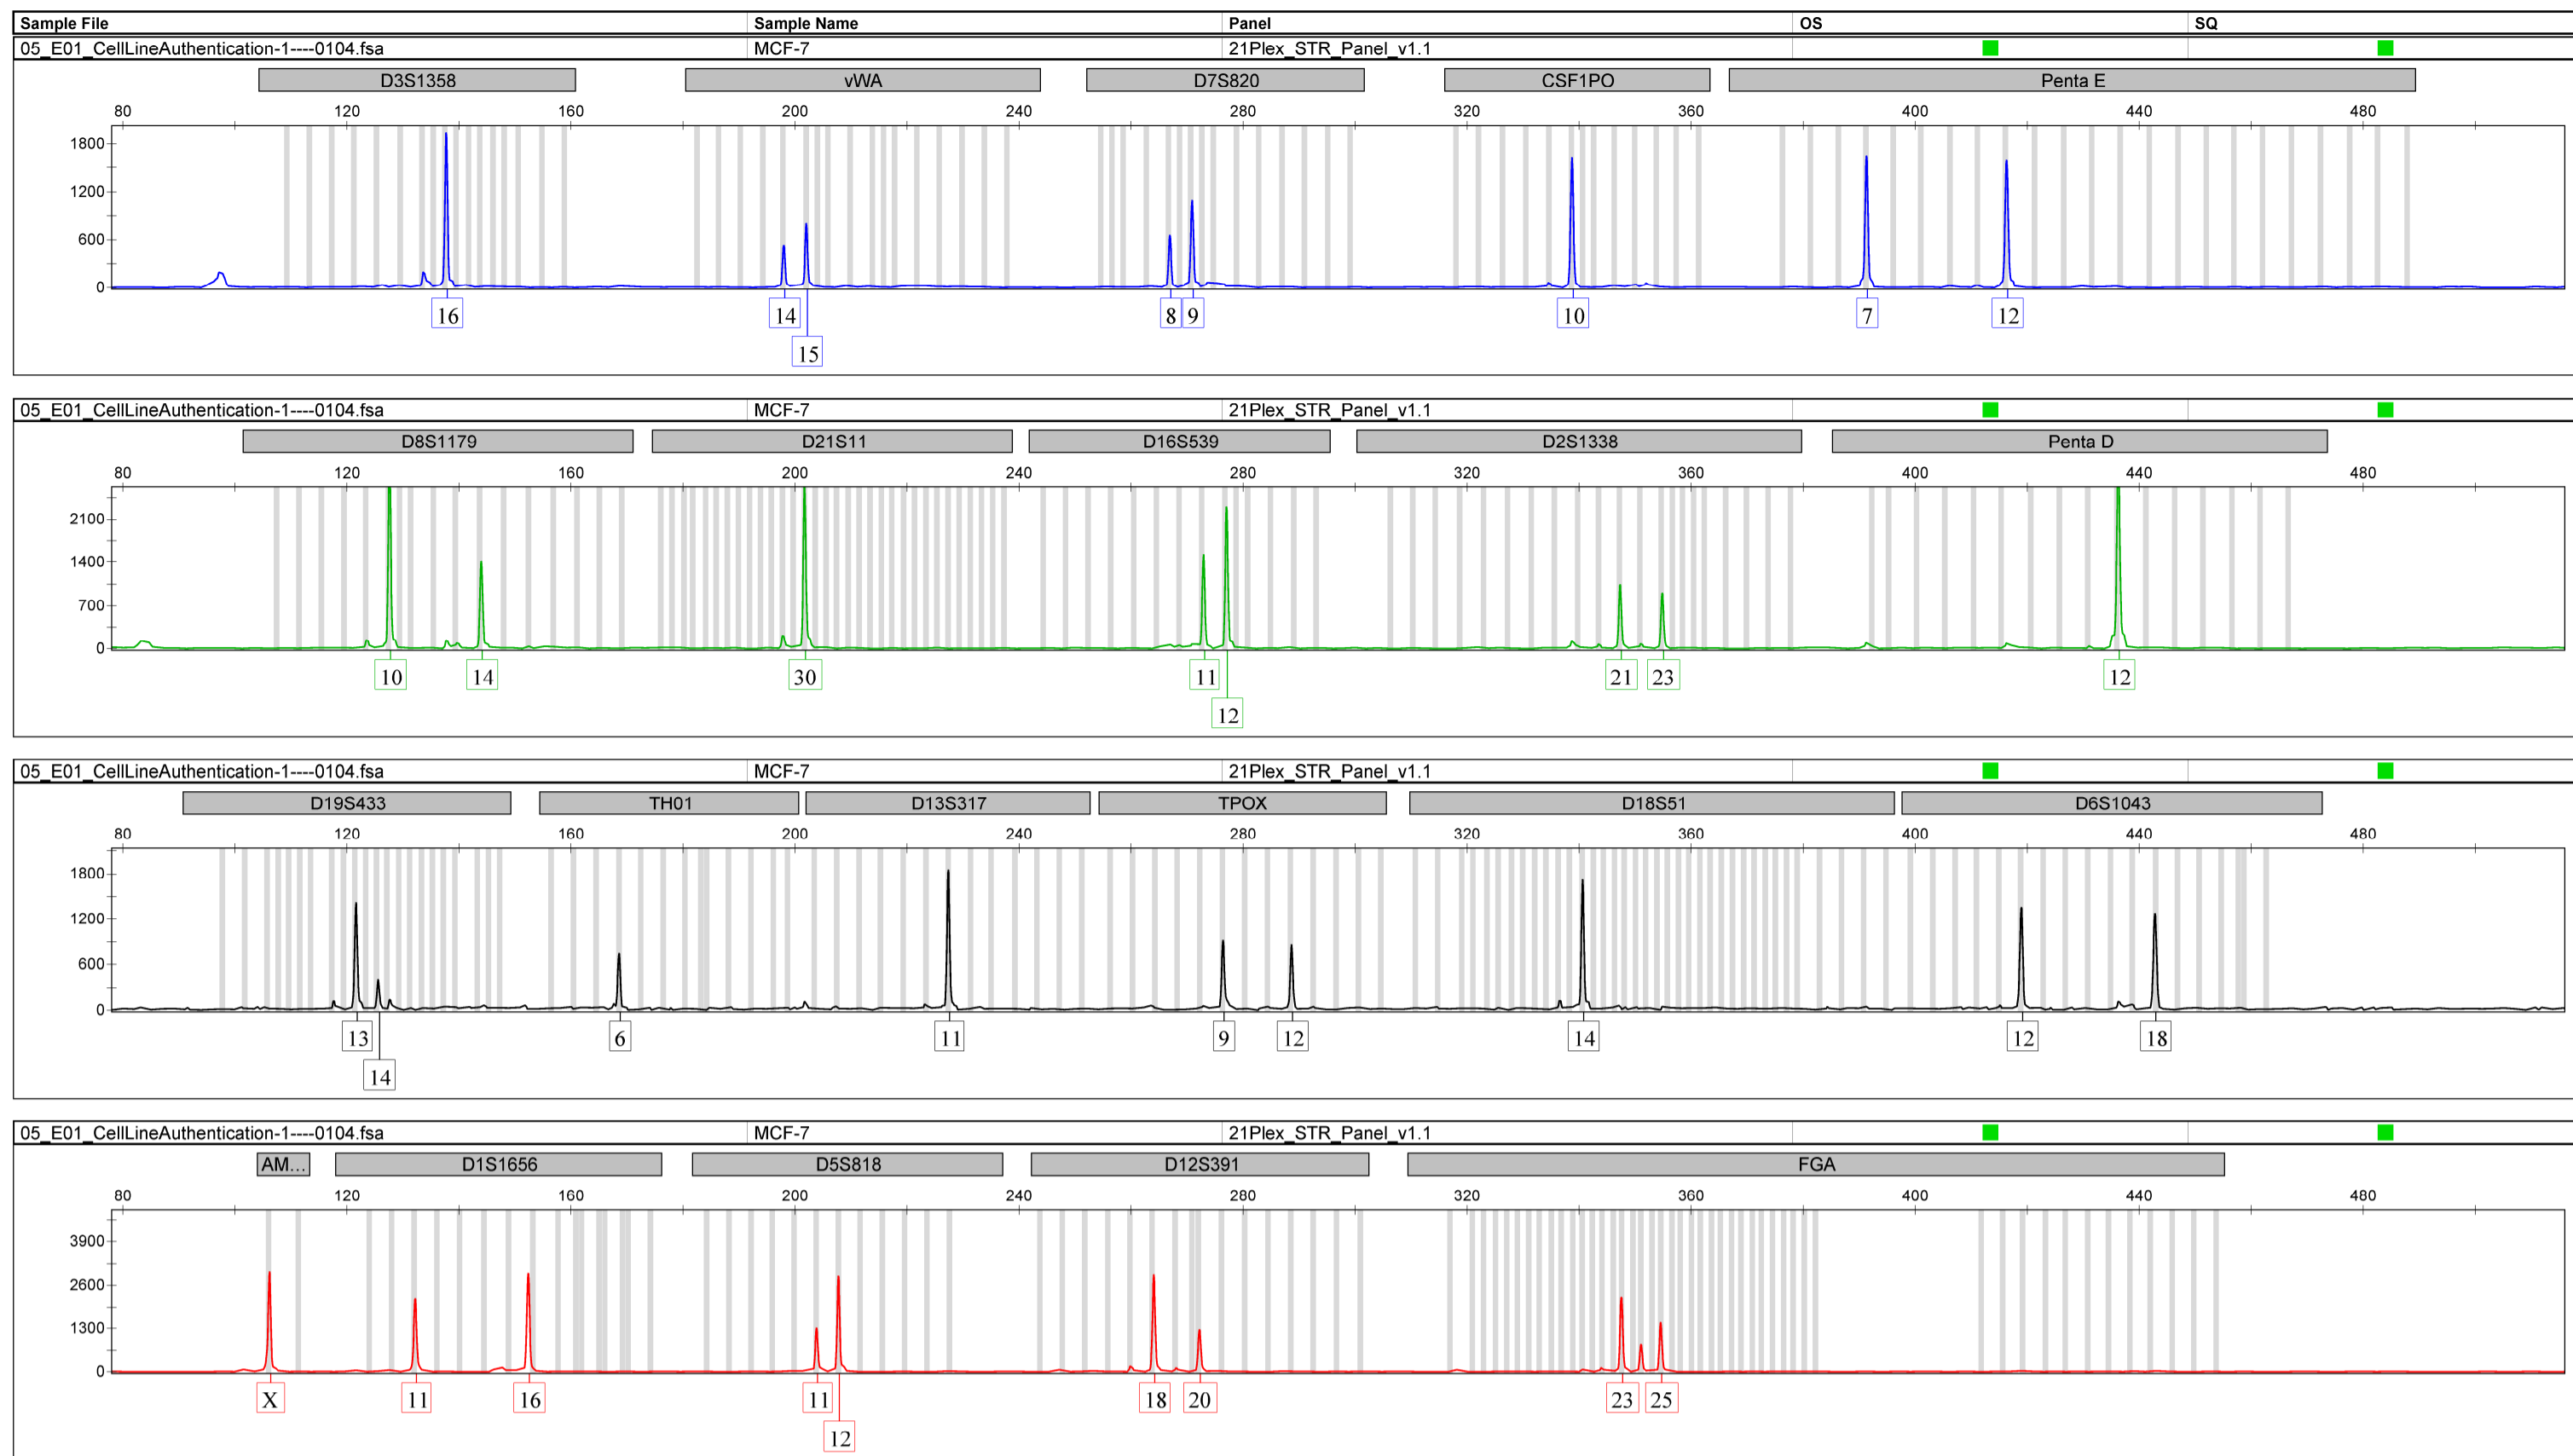 Sample File Sample Name Panel OS SQ
05_E01_CellLineAuthentication-1----0104.fsa MCF-7 21Plex_STR_Panel_v1.1
D3S1358 vWA D7S820 CSF1PO Penta E
80 120 160 200 240 280 320 360 400 440 480
1800
1200
600
0
16 14 8 9 10 7 12
15
05_E01_CellLineAuthentication-1----0104.fsa MCF-7 21Plex_STR_Panel_v1.1
D8S1179 D21S11 D16S539 D2S1338 Penta D
80 120 160 200 240 280 320 360 400 440 480
2100
1400
700
0
10 14 30 11 21 23 12
12
05_E01_CellLineAuthentication-1----0104.fsa MCF-7 21Plex_STR_Panel_v1.1
D19S433 TH01 D13S317 TPOX D18S51 D6S1043
80 120 160 200 240 280 320 360 400 440 480
1800
1200
600
0
13 6 11 9 12 14 12 18
14
05_E01_CellLineAuthentication-1----0104.fsa MCF-7 21Plex_STR_Panel_v1.1
AM... D1S1656 D5S818 D12S391 FGA
80 120 160 200 240 280 320 360 400 440 480
3900
2600
1300
0
X 11 16 11 18 20 23 25
12